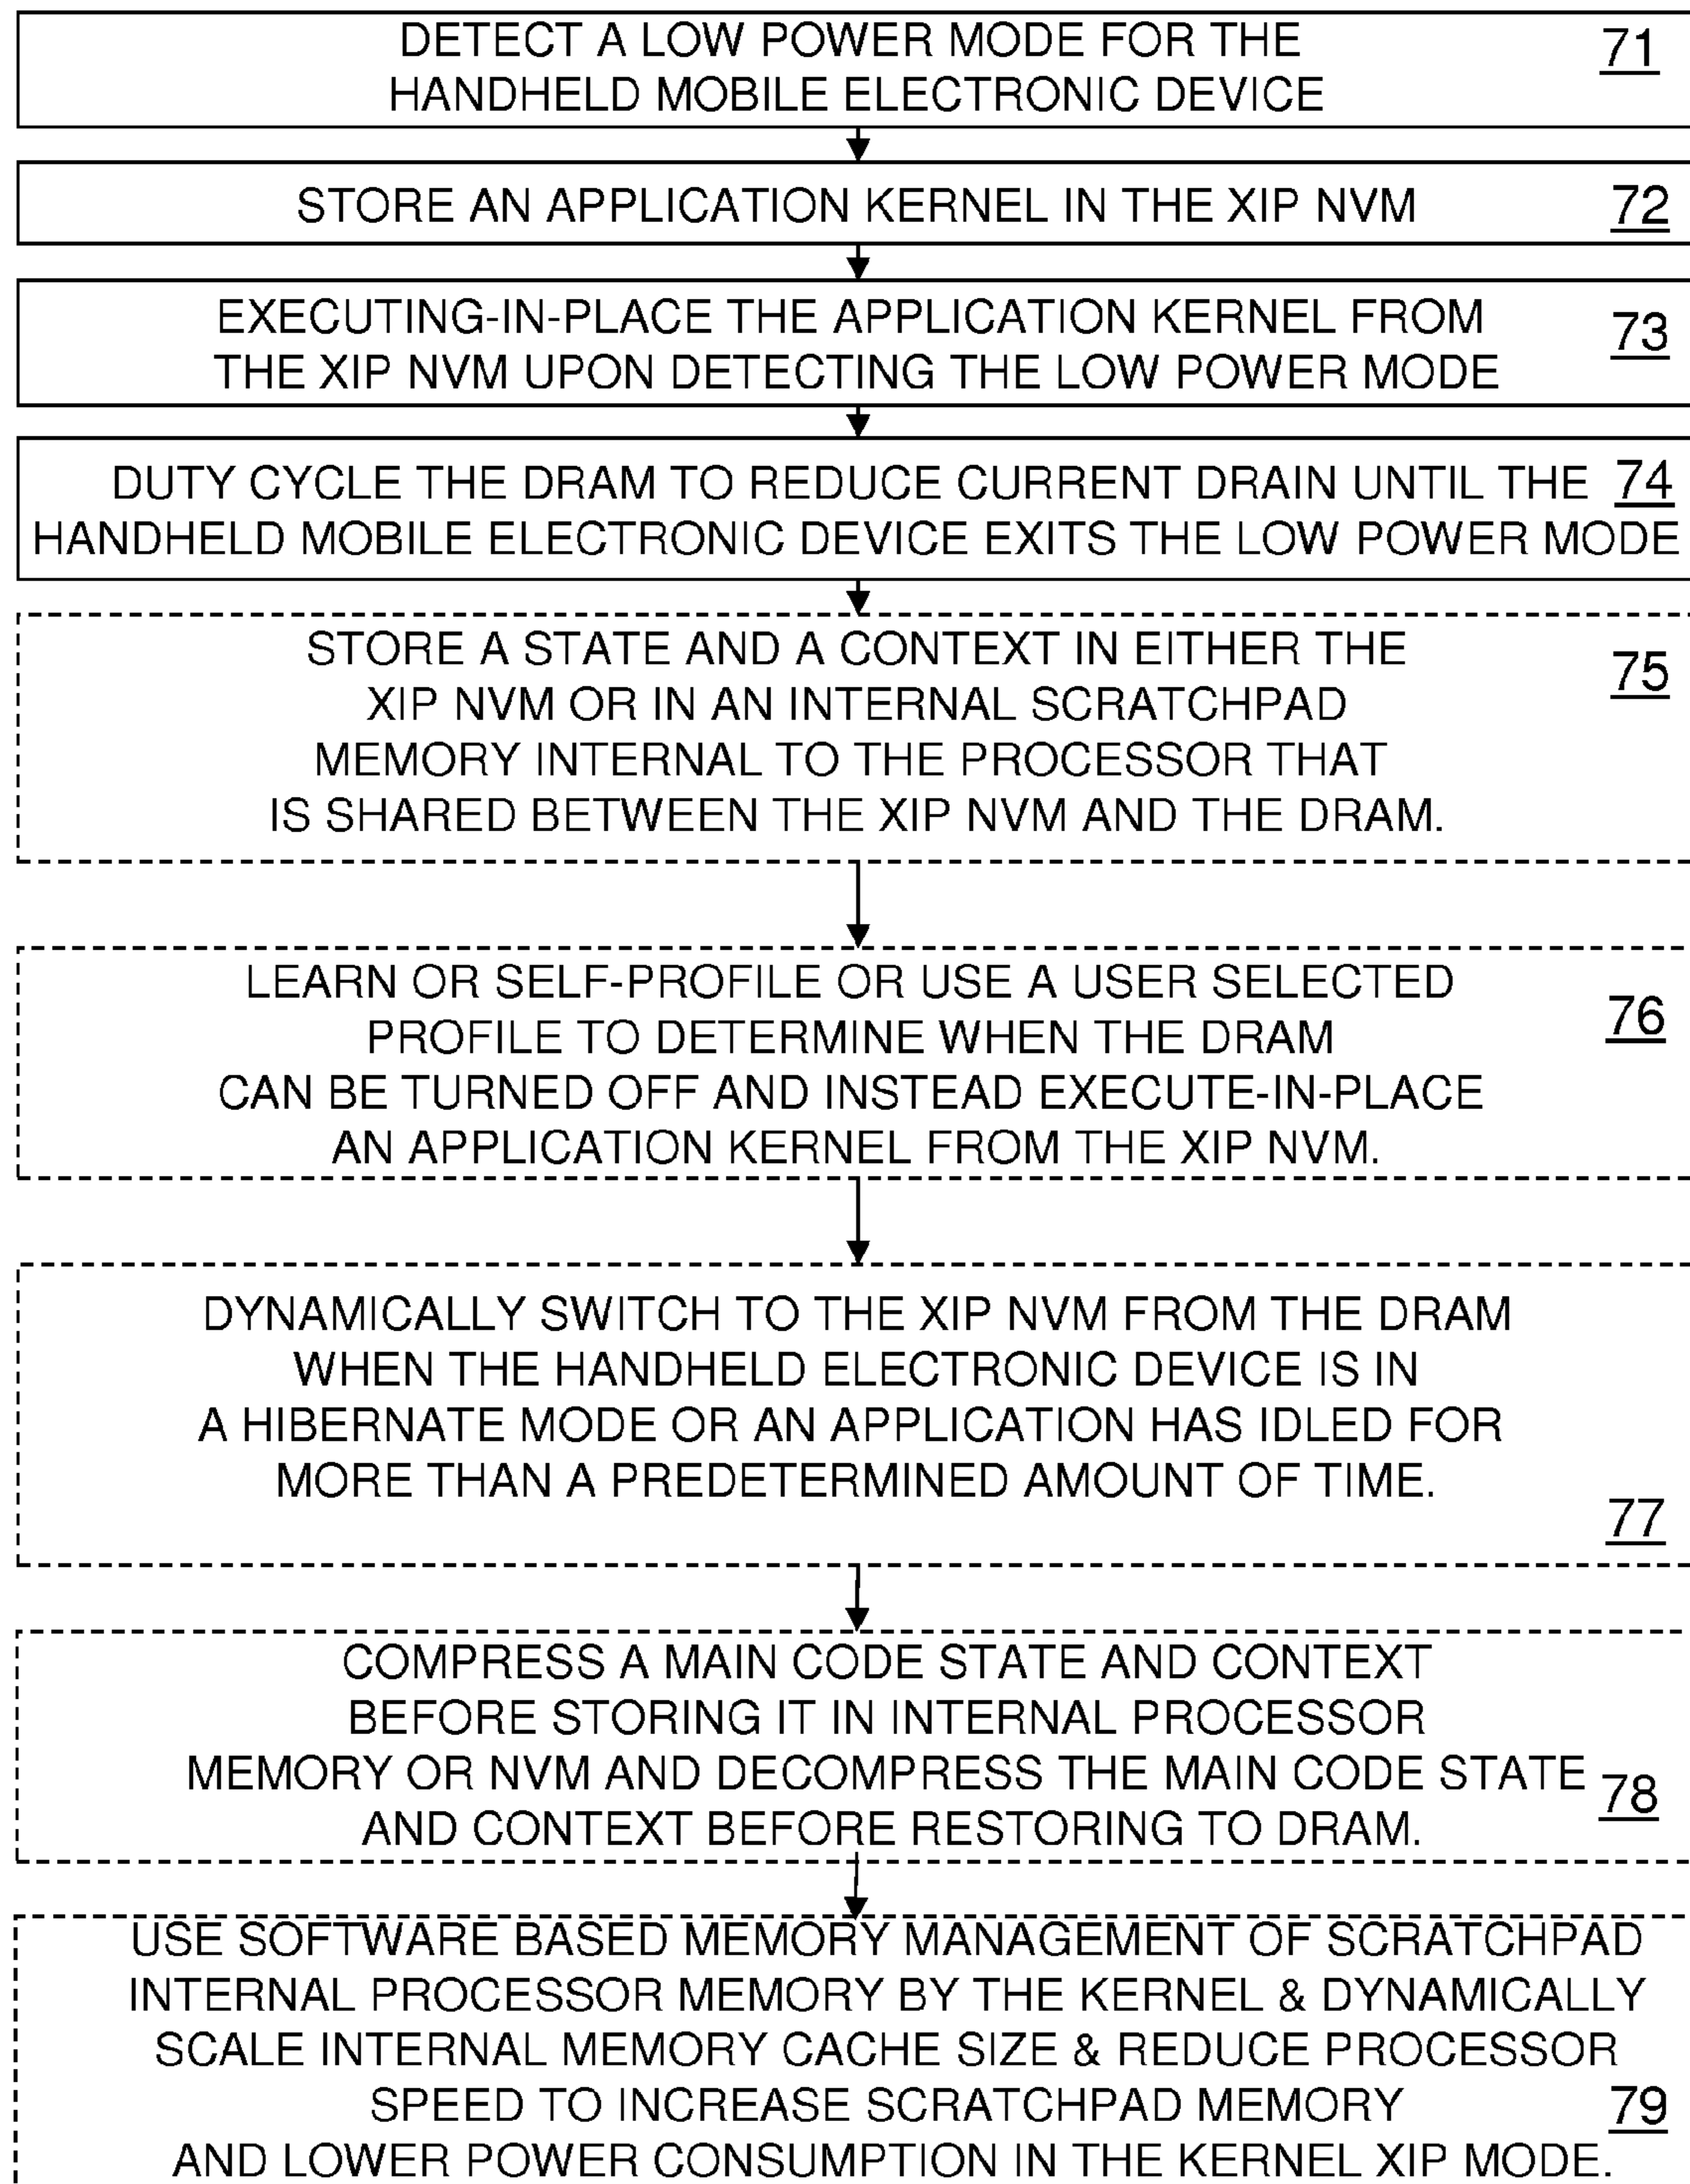 DETECT A LOW POWER MODE FOR THE 71
HANDHELD MOBILE ELECTRONIC DEVICE
STORE AN APPLICATION KERNEL IN THE XIP NVM 72
EXECUTING-IN-PLACE THE APPLICATION KERNEL FROM 73
THE XIP NVM UPON DETECTING THE LOW POWER MODE
DUTY CYCLE THE DRAM TO REDUCE CURRENT DRAIN UNTIL THE 74
HANDHELD MOBILE ELECTRONIC DEVICE EXITS THE LOW POWER MODE
STORE A STATE AND A CONTEXT IN EITHER THE 75
XIP NVM OR IN AN INTERNAL SCRATCHPAD
MEMORY INTERNAL TO THE PROCESSOR THAT
IS SHARED BETWEEN THE XIP NVM AND THE DRAM.
LEARN OR SELF-PROFILE OR USE A USER SELECTED 76
PROFILE TO DETERMINE WHEN THE DRAM
CAN BE TURNED OFF AND INSTEAD EXECUTE-IN-PLACE
AN APPLICATION KERNEL FROM THE XIP NVM.
DYNAMICALLY SWITCH TO THE XIP NVM FROM THE DRAM
WHEN THE HANDHELD ELECTRONIC DEVICE IS IN
A HIBERNATE MODE OR AN APPLICATION HAS IDLED FOR
MORE THAN A PREDETERMINED AMOUNT OF TIME.
77
COMPRESS A MAIN CODE STATE AND CONTEXT
BEFORE STORING IT IN INTERNAL PROCESSOR
MEMORY OR NVM AND DECOMPRESS THE MAIN CODE STATE 78
AND CONTEXT BEFORE RESTORING TO DRAM.
USE SOFTWARE BASED MEMORY MANAGEMENT OF SCRATCHPAD
INTERNAL PROCESSOR MEMORY BY THE KERNEL & DYNAMICALLY
SCALE INTERNAL MEMORY CACHE SIZE & REDUCE PROCESSOR
SPEED TO INCREASE SCRATCHPAD MEMORY 79
AND LOWER POWER CONSUMPTION IN THE KERNEL XIP MODE.